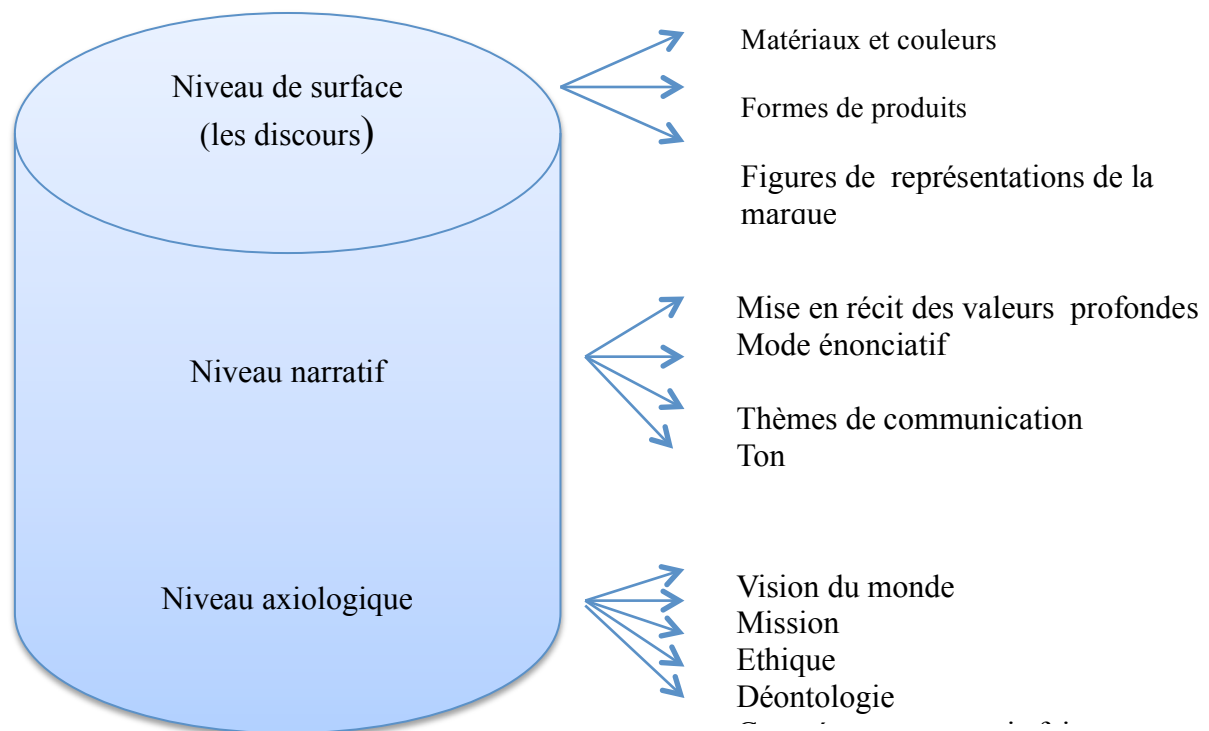 Niveau de surface
(les discours)
Matériaux et couleurs
Formes de produits
Figures de représentations de la
marque
Niveau narratif
Mise en récit des valeurs profondes
Mode énonciatif
Thèmes de communication
Ton
Niveau axiologique
Vision du monde
Mission
Ethique
Déontologie